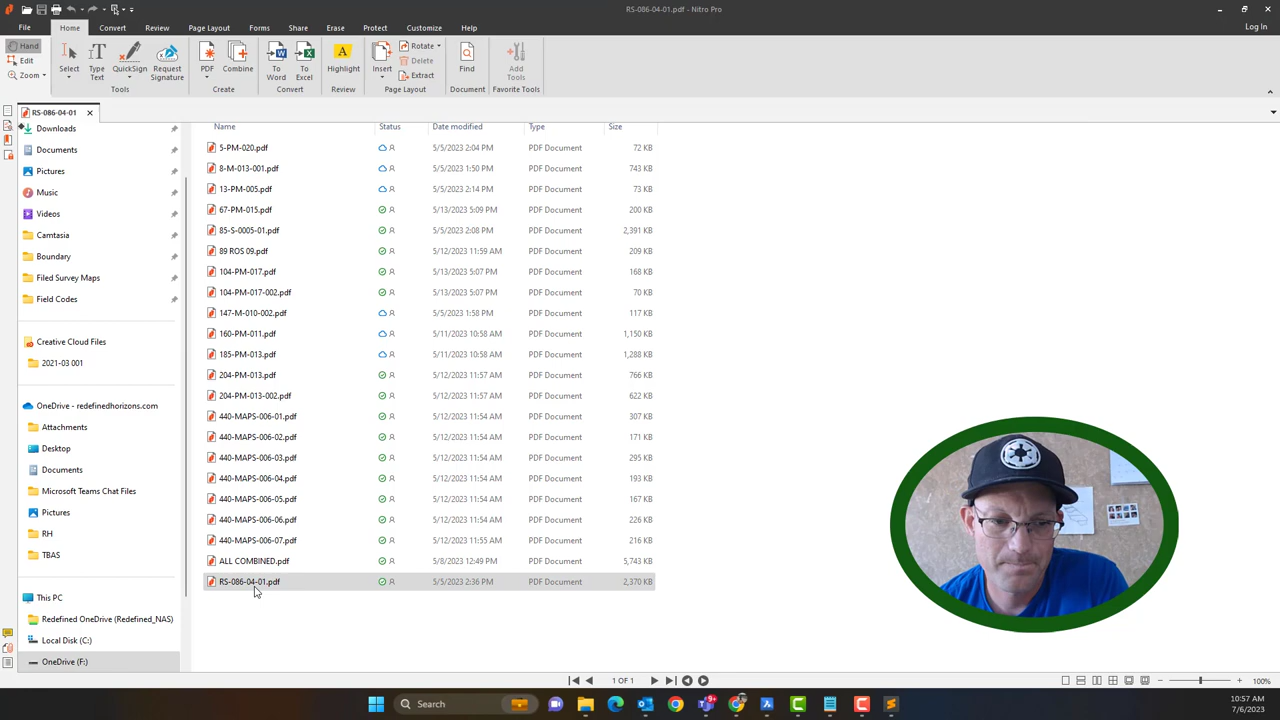 RS-086-04-01.pdf - Nitro Pro
File Home Convert Review Page Layout Forms Share Erase Protect Customize Help
Log In
Hand
Edit
Zoom
Select
Type Text
QuickSign
Request Signature
Tools
PDF
Combine
Create
To Word
To Excel
Convert
Highlight
Review
Insert
Rotate
Delete
Extract
Page Layout
Find
Document
Add Tools
Favorite Tools
RS-086-04-01
Downloads
Documents
Pictures
Music
Videos
Camtasia
Boundary
Filed Survey Maps
Field Codes
Creative Cloud Files
2021-03 001
OneDrive - redefinedhorizons.com
Attachments
Desktop
Documents
Microsoft Teams Chat Files
Pictures
RH
TBAS
This PC
Redefined OneDrive (Redefined_NAS)
Local Disk (C:)
OneDrive (F:)
Name Status Date modified Type Size
5-PM-020.pdf 5/5/2023 2:04 PM PDF Document 72 KB
8-M-013-001.pdf 5/5/2023 1:50 PM PDF Document 743 KB
13-PM-005.pdf 5/5/2023 2:14 PM PDF Document 73 KB
67-PM-015.pdf 5/13/2023 5:09 PM PDF Document 200 KB
85-S-0005-01.pdf 5/5/2023 2:08 PM PDF Document 2,391 KB
89 ROS 09.pdf 5/12/2023 11:59 AM PDF Document 209 KB
104-PM-017.pdf 5/13/2023 5:07 PM PDF Document 168 KB
104-PM-017-002.pdf 5/13/2023 5:07 PM PDF Document 70 KB
147-M-010-002.pdf 5/5/2023 1:58 PM PDF Document 117 KB
160-PM-011.pdf 5/11/2023 10:58 AM PDF Document 1,150 KB
185-PM-013.pdf 5/11/2023 10:58 AM PDF Document 1,288 KB
204-PM-013.pdf 5/12/2023 11:57 AM PDF Document 766 KB
204-PM-013-002.pdf 5/12/2023 11:57 AM PDF Document 622 KB
440-MAPS-006-01.pdf 5/12/2023 11:54 AM PDF Document 307 KB
440-MAPS-006-02.pdf 5/12/2023 11:54 AM PDF Document 171 KB
440-MAPS-006-03.pdf 5/12/2023 11:54 AM PDF Document 295 KB
440-MAPS-006-04.pdf 5/12/2023 11:54 AM PDF Document 193 KB
440-MAPS-006-05.pdf 5/12/2023 11:54 AM PDF Document 167 KB
440-MAPS-006-06.pdf 5/12/2023 11:54 AM PDF Document 226 KB
440-MAPS-006-07.pdf 5/12/2023 11:55 AM PDF Document 216 KB
ALL COMBINED.pdf 5/8/2023 12:49 PM PDF Document 5,743 KB
RS-086-04-01.pdf 5/5/2023 2:36 PM PDF Document 2,370 KB
1 OF 1
100%
Search
10:57 AM
7/6/2023